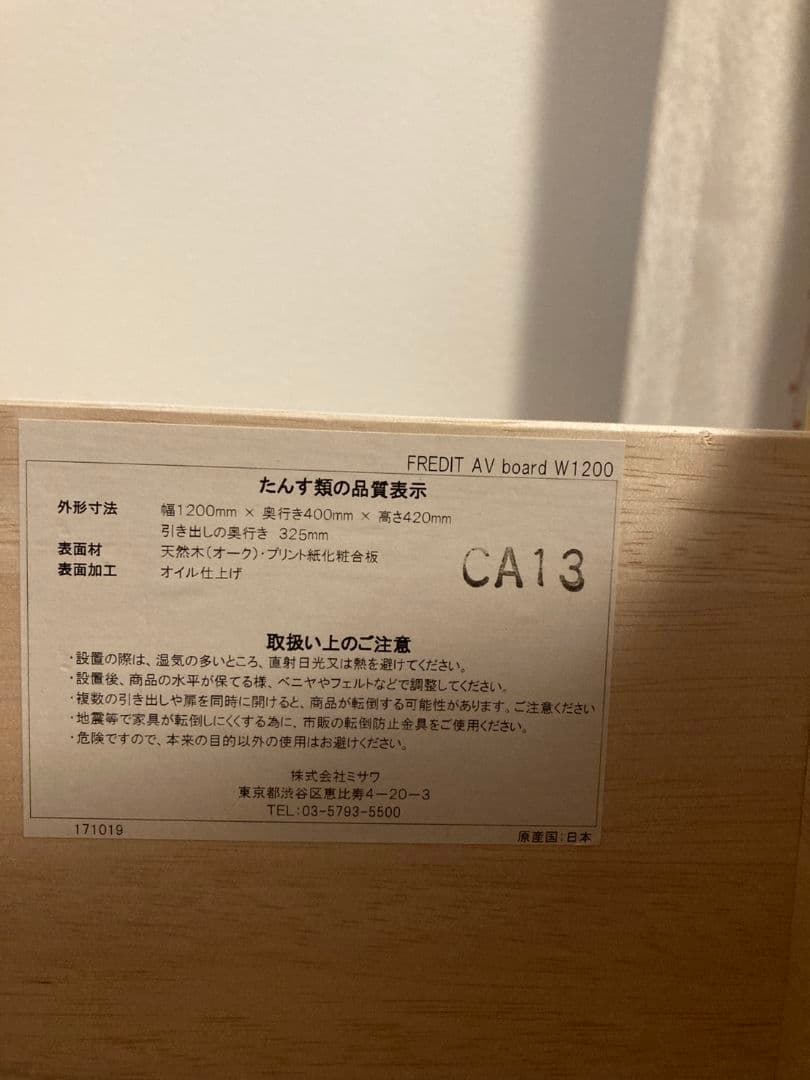 FREDIT AV board W1200
たんす類の品質表示
外形寸法 幅1200mm × 奥行き400mm × 高さ420mm
引き出しの奥行き 325mm
表面材 天然木(オーク)・プリント紙化粧合板
表面加工 オイル仕上げ
CA13
取扱い上のご注意
・設置の際は、湿気の多いところ、直射日光又は熱を避けてください。
・設置後、商品の水平が保てる様、ベニヤやフェルトなどで調整してください。
・複数の引き出しや扉を同時に開けると、商品が転倒する可能性があります。ご注意ください
・地震等で家具が転倒しにくくする為に、市販の転倒防止金具をご使用ください。
・危険ですので、本来の目的以外の使用はお避けください。
株式会社ミサワ
東京都渋谷区恵比寿4-20-3
TEL:03-5793-5500
171019
原産国:日本